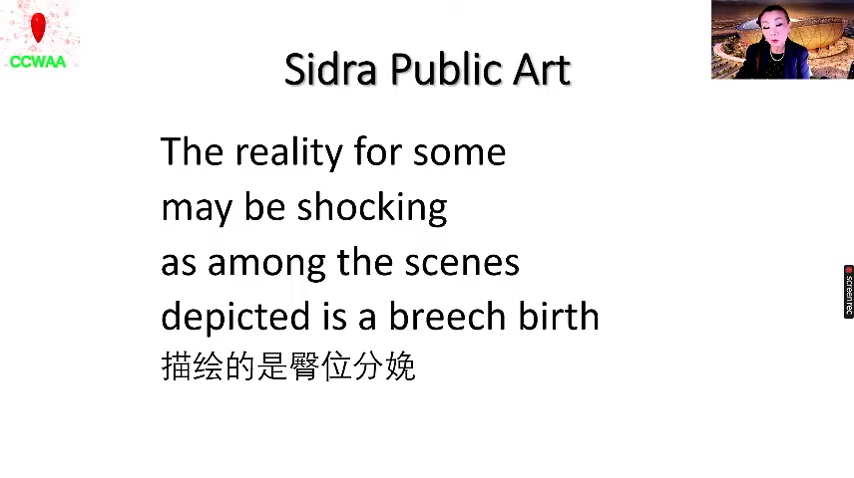 CCWAA
Sidra Public Art
The reality for some
may be shocking
as among the scenes
depicted is a breech birth
描绘的是臀位分娩
screenrec